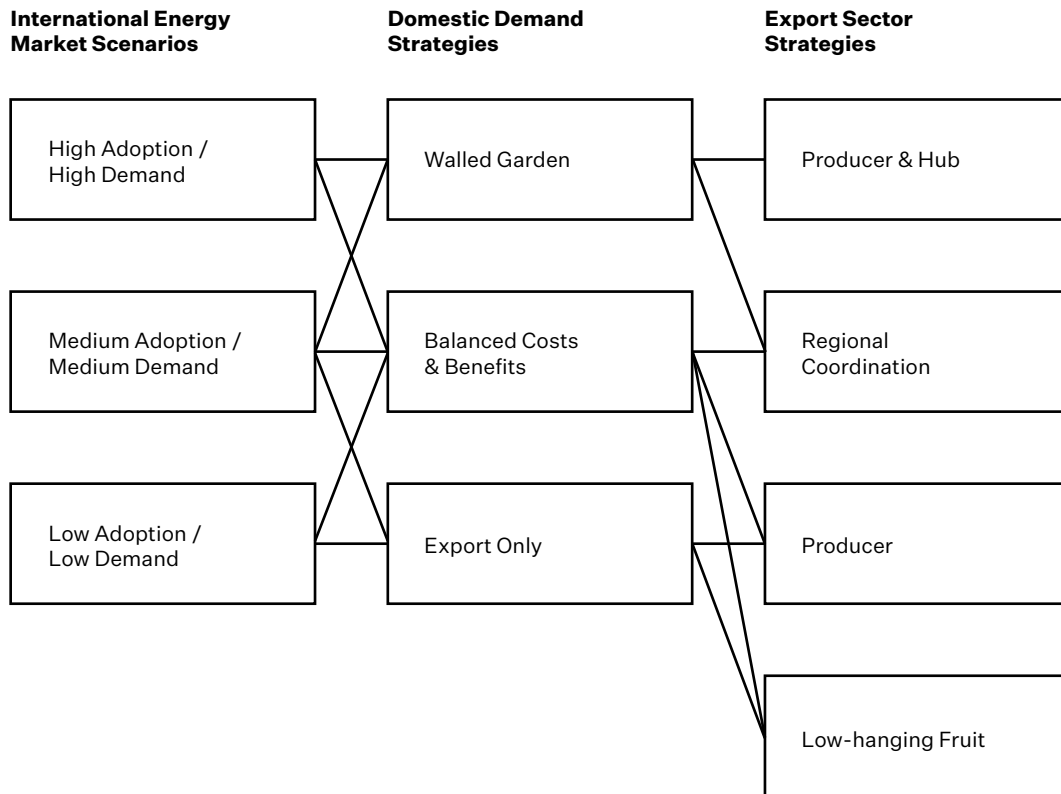 International Energy
Market Scenarios
Domestic Demand
Strategies
Export Sector
Strategies
High Adoption /
High Demand
Walled Garden
Producer & Hub
Medium Adoption /
Medium Demand
Balanced Costs
& Benefits
Regional
Coordination
Low Adoption /
Low Demand
Export Only
Producer
Low-hanging Fruit